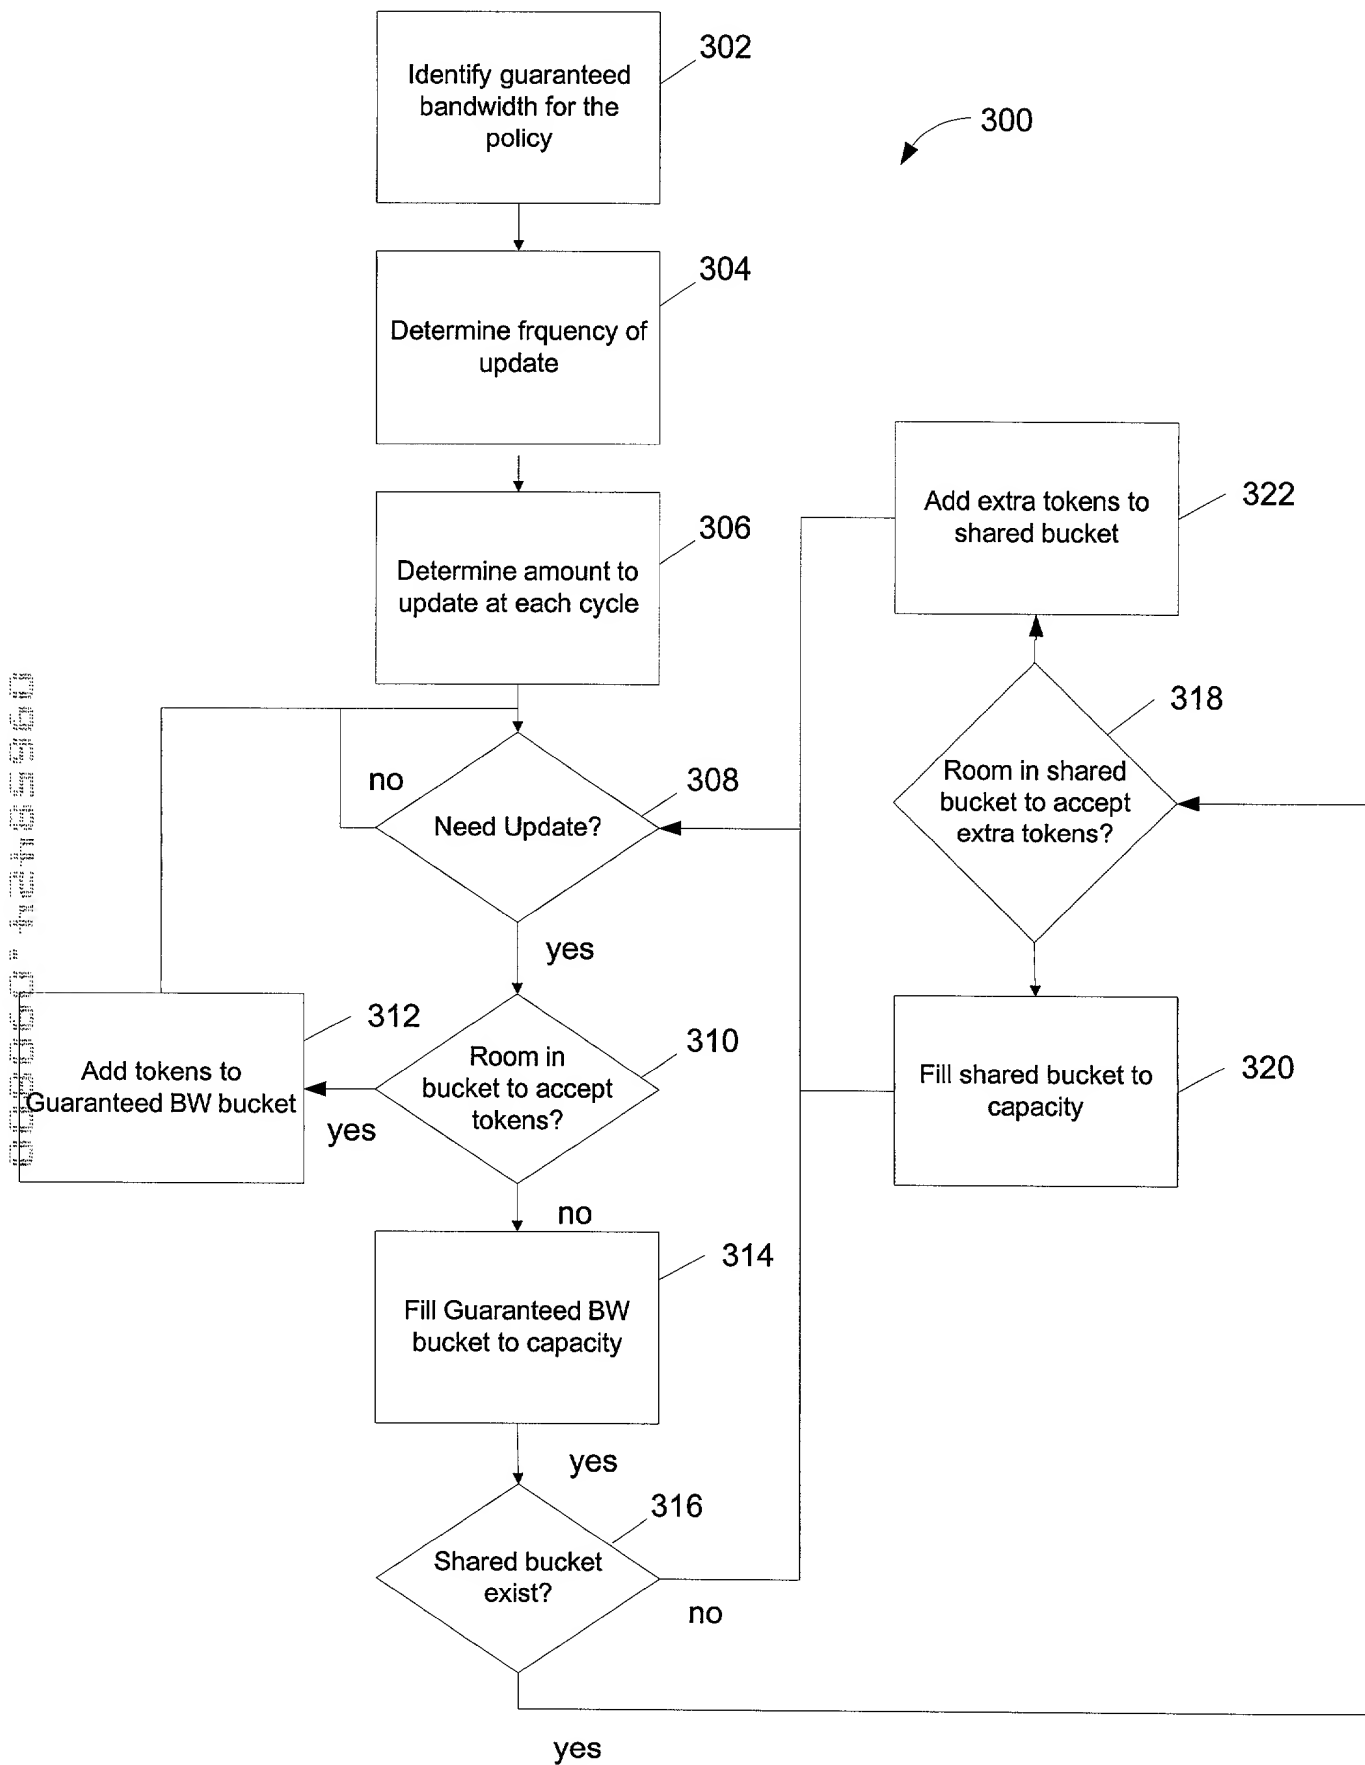 302
Identify guaranteed
bandwidth for the
policy
300
304
Determine frquency of
update
306
Determine amount to
update at each cycle
322
Add extra tokens to
shared bucket
318
Room in shared
bucket to accept
extra tokens?
no
308
Need Update?
yes
312
Add tokens to
Guaranteed BW bucket
310
Room in
bucket to accept
tokens?
yes
no
320
Fill shared bucket to
capacity
314
Fill Guaranteed BW
bucket to capacity
yes
316
Shared bucket
exist?
no
yes